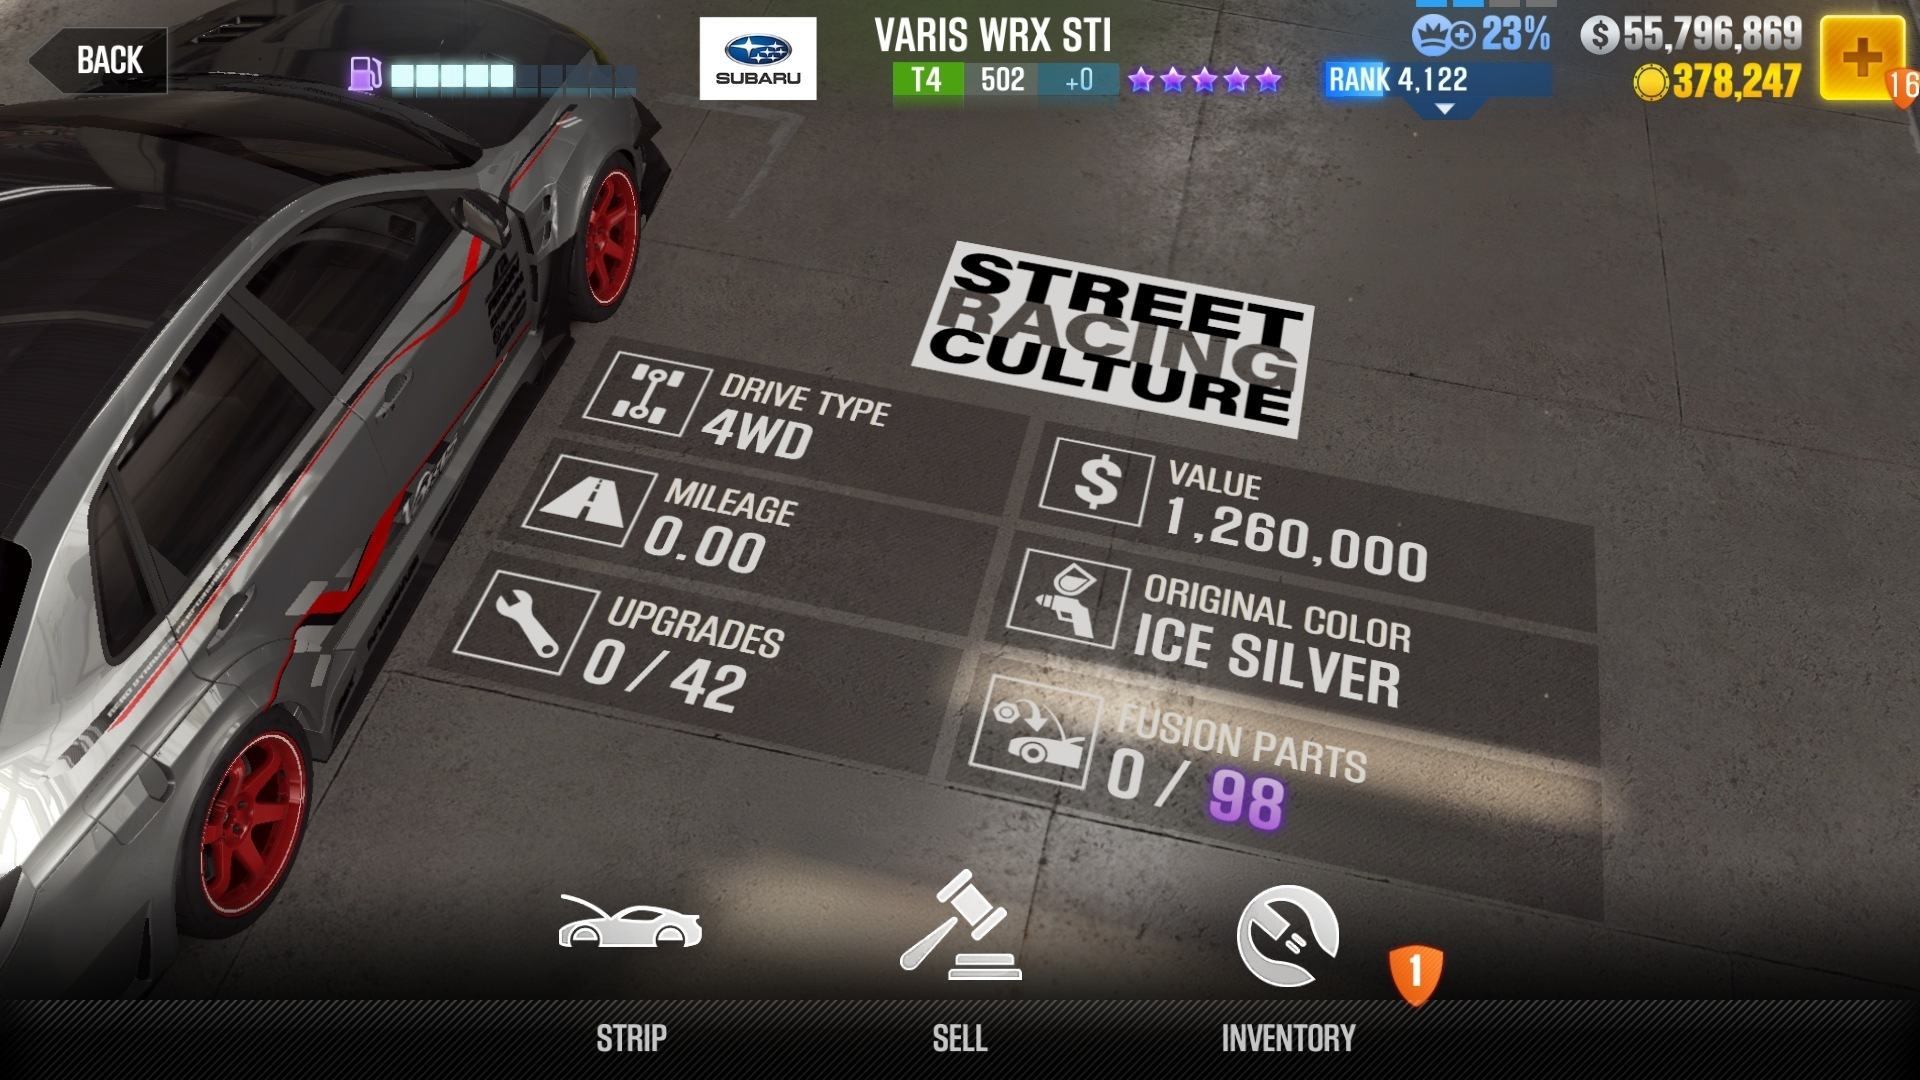 BACK
SUBARU
VARIS WRX STI
T4 502 +0
23%
RANK 4,122
$ 55,796,869
378,247
16
STREET
RACING
CULTURE
DRIVE TYPE
4WD
MILEAGE
0.00
UPGRADES
0 / 42
$
VALUE
1,260,000
ORIGINAL COLOR
ICE SILVER
FUSION PARTS
0 / 98
1
STRIP
SELL
INVENTORY